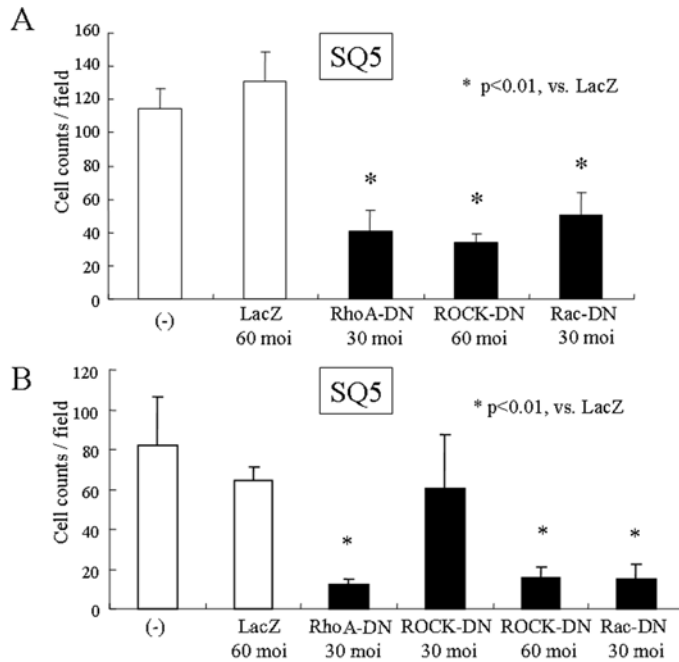 A
SQ5
* p<0.01, vs. LacZ
Cell counts / field
160
140
120
100
80
60
40
20
0
*
*
*
(-)
LacZ
RhoA-DN
ROCK-DN
Rac-DN
60 moi
30 moi
60 moi
30 moi
B
SQ5
* p<0.01, vs. LacZ
Cell counts / field
120
100
80
60
40
20
0
*
*
*
(-)
LacZ
RhoA-DN
ROCK-DN
ROCK-DN
Rac-DN
60 moi
30 moi
30 moi
60 moi
30 moi